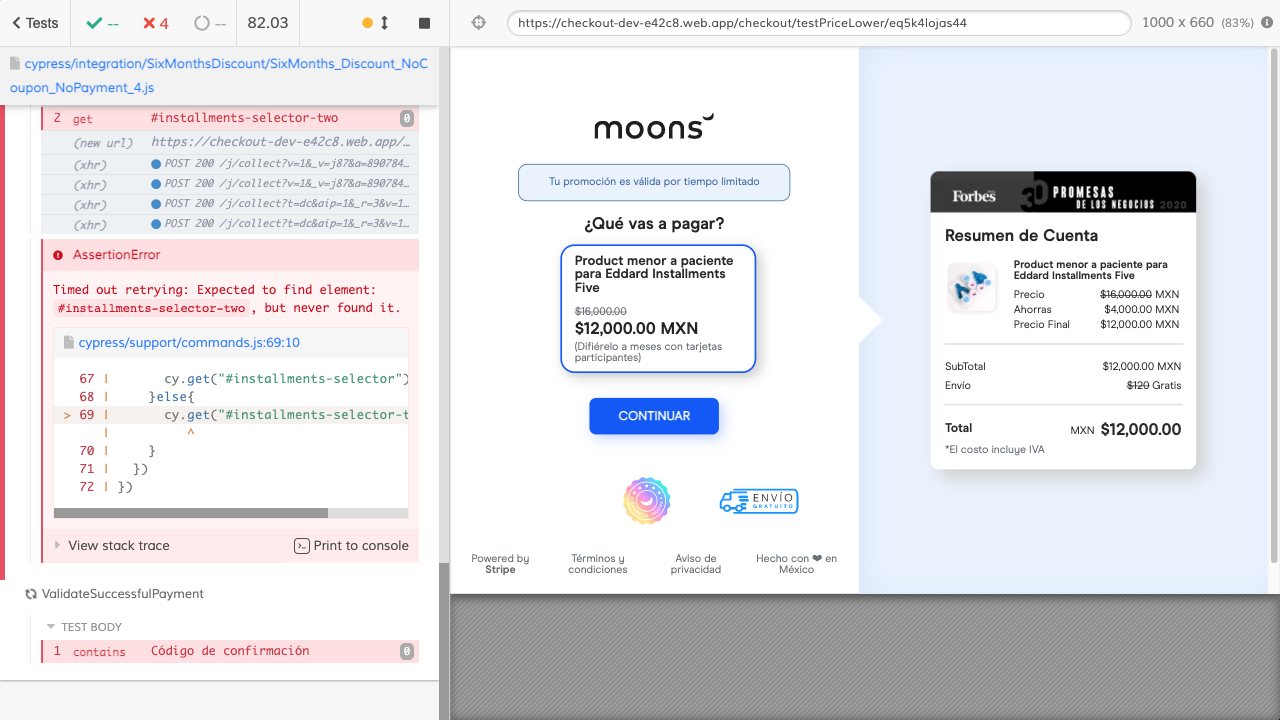 Tests
--
4
--
82.03
https://checkout-dev-e42c8.web.app/checkout/testPriceLower/eq5k4lojas44
1000 x 660 (83%)
cypress/integration/SixMonthsDiscount/SixMonths_Discount_NoC
oupon_NoPayment_4.js
2 get #installments-selector-two 0
(new url) https://checkout-dev-e42c8.web.app/…
(xhr) POST 200 /j/collect?v=1&_v=j87&a=890784…
(xhr) POST 200 /j/collect?v=1&_v=j87&a=890784…
(xhr) POST 200 /j/collect?t=dc&aip=1&_r=3&v=1…
(xhr) POST 200 /j/collect?t=dc&aip=1&_r=3&v=1…
AssertionError
Timed out retrying: Expected to find element:
#installments-selector-two, but never found it.
cypress/support/commands.js:69:10
67 | cy.get("#installments-selector")
68 | }else{
> 69 | cy.get("#installments-selector-t
| ^
70 | }
71 | })
72 | })
View stack trace
Print to console
ValidateSuccessfulPayment
TEST BODY
1 contains Código de confirmación 0
moons
Tu promoción es válida por tiempo limitado
¿Qué vas a pagar?
Product menor a paciente
para Eddard Installments
Five
$16,000.00
$12,000.00 MXN
(Difiérelo a meses con tarjetas
participantes)
CONTINUAR
ENVÍO
GRATUITO
Powered by
Stripe
Términos y
condiciones
Aviso de
privacidad
Hecho con ❤ en
México
Forbes
30 PROMESAS
DE LOS NEGOCIOS 2020
Resumen de Cuenta
Product menor a paciente para
Eddard Installments Five
Precio $16,000.00 MXN
Ahorras $4,000.00 MXN
Precio Final $12,000.00 MXN
SubTotal $12,000.00 MXN
Envío $120 Gratis
Total MXN $12,000.00
*El costo incluye IVA